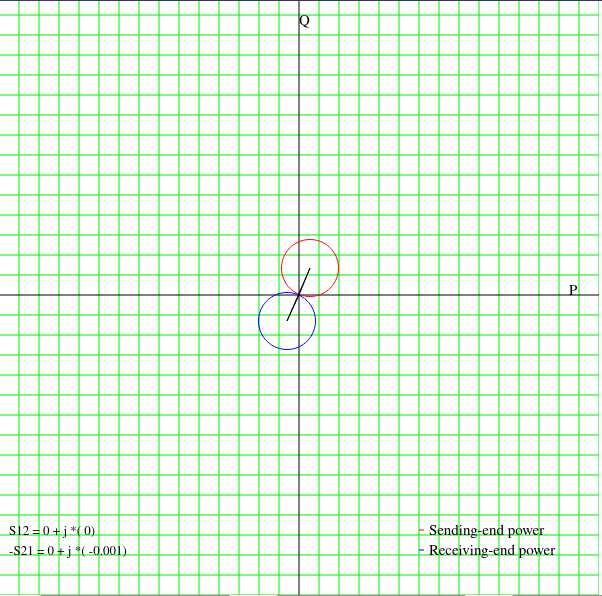 Q
P
S12 = 0 + j *( 0)
-S21 = 0 + j *( -0.001)
Sending-end power
Receiving-end power